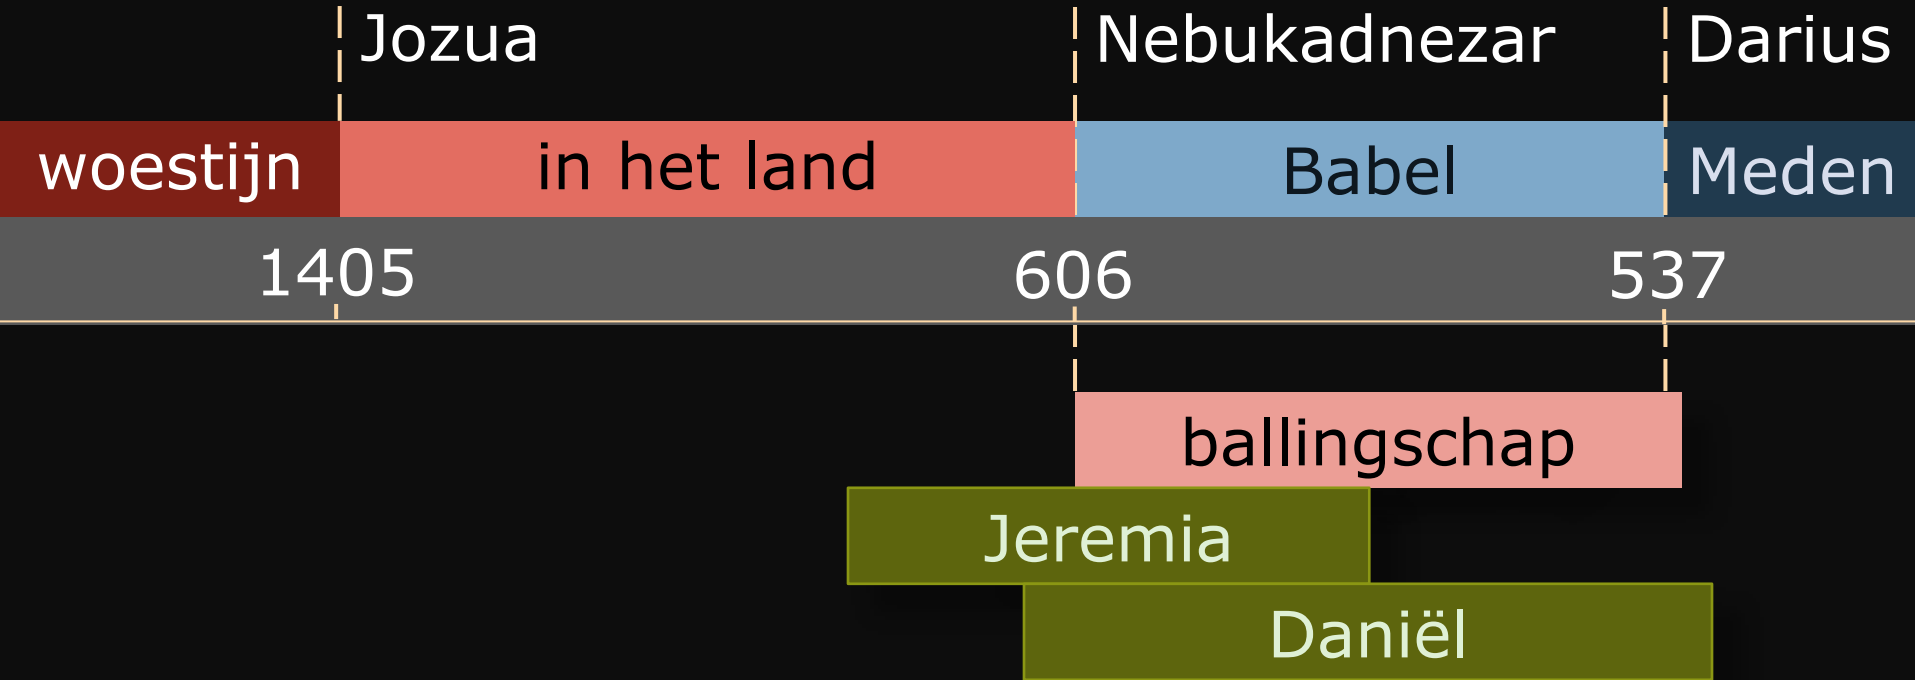 Jozua
Nebukadnezar
Darius
woestijn
in het land
Babel
Meden
1405
606
537
ballingschap
Jeremia
Daniël